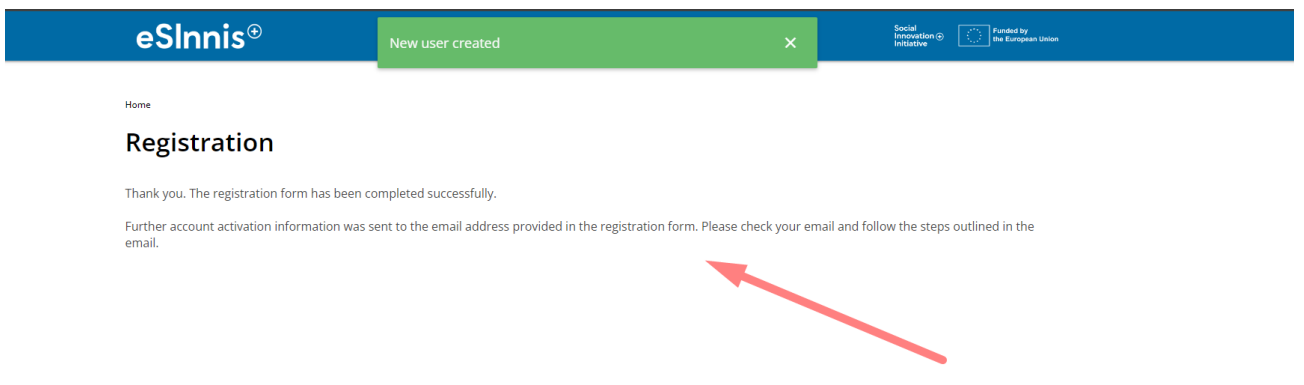 eSInnis⊕
New user created ×
Social
Innovation ⊕
Initiative
Funded by
the European Union
Home
Registration
Thank you. The registration form has been completed successfully.
Further account activation information was sent to the email address provided in the registration form. Please check your email and follow the steps outlined in the
email.